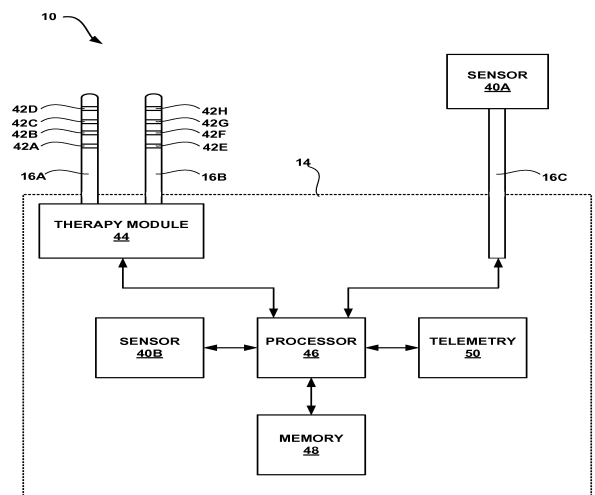 10
SENSOR
40A
42D
42H
42C
42G
42B
42F
42A
42E
14
16A
16B
16C
THERAPY MODULE
44
SENSOR
40B
PROCESSOR
46
TELEMETRY
50
MEMORY
48